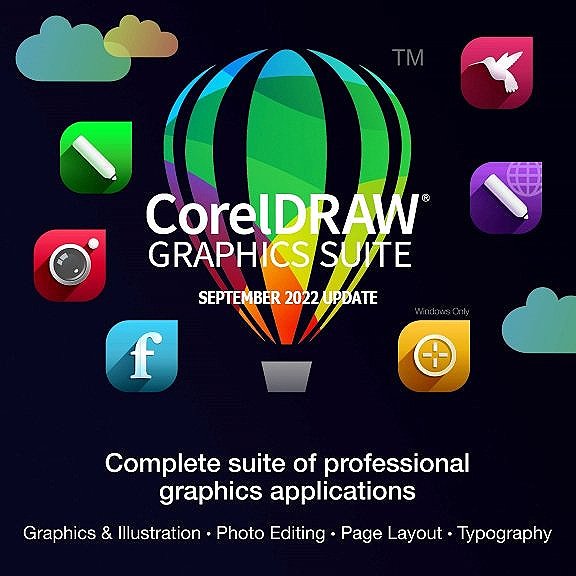 TM
CorelDRAW®
GRAPHICS SUITE
SEPTEMBER 2022 UPDATE
Windows Only
f
Complete suite of professional
graphics applications
Graphics & Illustration • Photo Editing • Page Layout • Typography